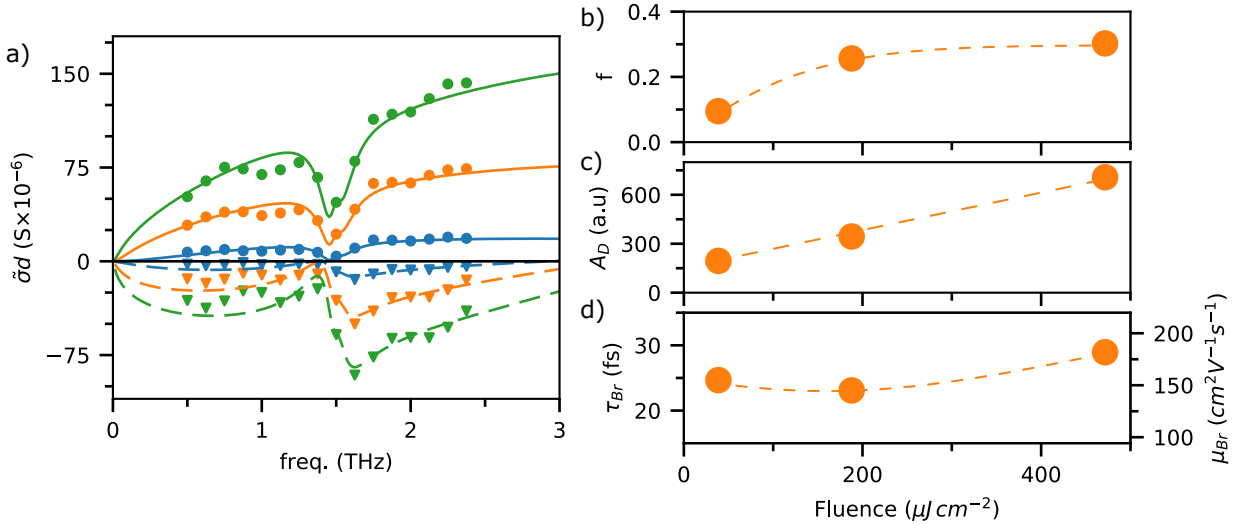 a)
150
75
0
−75
σ̃d (S×10⁻⁶)
0
1
2
3
freq. (THz)
b)
0.4
0.2
0.0
f
c)
600
300
0
A_D (a.u)
d)
30
20
τ_Br (fs)
200
150
100
μ_Br (cm²V⁻¹s⁻¹)
0
200
400
Fluence (μJ cm⁻²)